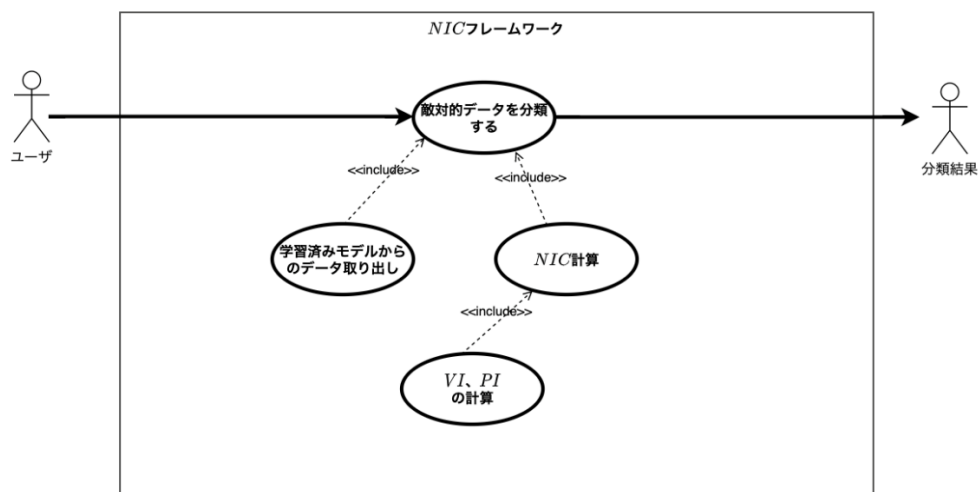 NICフレームワーク
敵対的データを分類
する
ユーザ
分類結果
<<include>>
<<include>>
学習済みモデルから
のデータ取り出し
NIC計算
<<include>>
VI、PI
の計算